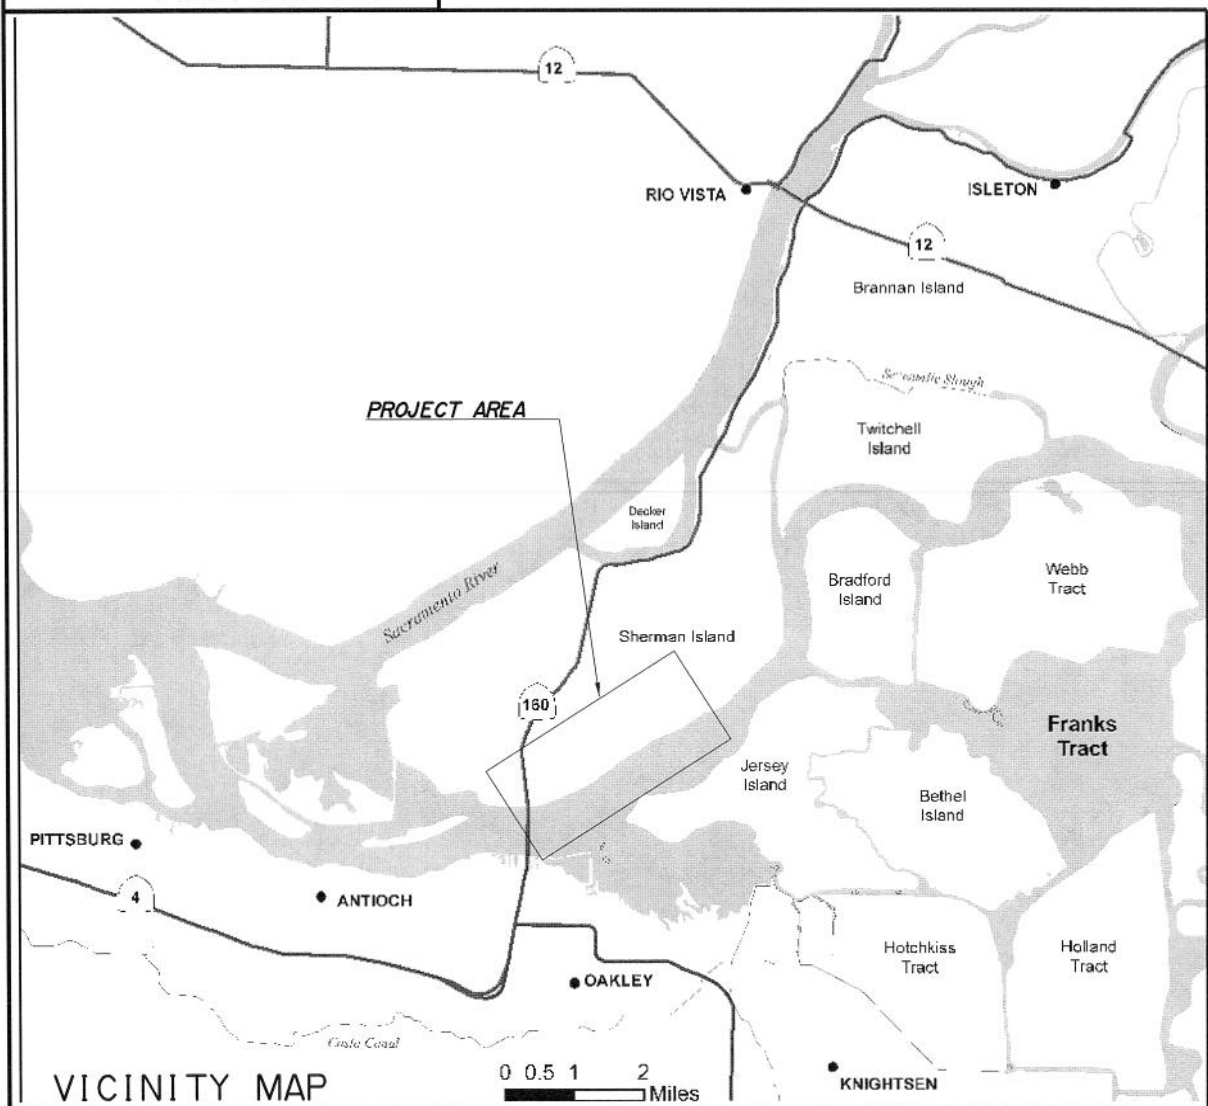 12
RIO VISTA
ISLETON
12
Brannan Island
Slough
PROJECT AREA
Twitchell
Island
Decker
Island
Sacramento River
Bradford
Island
Webb
Tract
Sherman Island
160
Franks
Tract
Jersey
Island
Bethel
Island
PITTSBURG
4
ANTIOCH
Hotchkiss
Tract
Holland
Tract
OAKLEY
Canal
VICINITY MAP
0 0.5 1 2
Miles
KNIGHTSEN